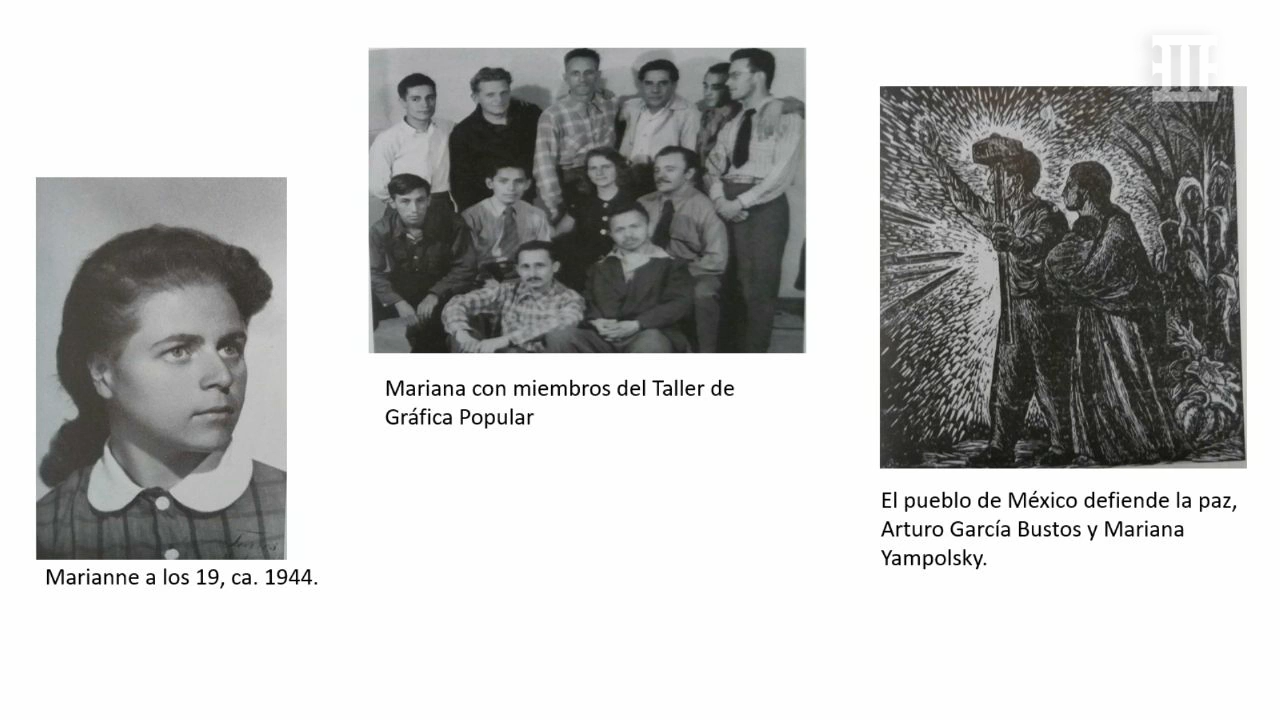 Marianne a los 19, ca. 1944.
Mariana con miembros del Taller de
Gráfica Popular
El pueblo de México defiende la paz,
Arturo García Bustos y Mariana
Yampolsky.